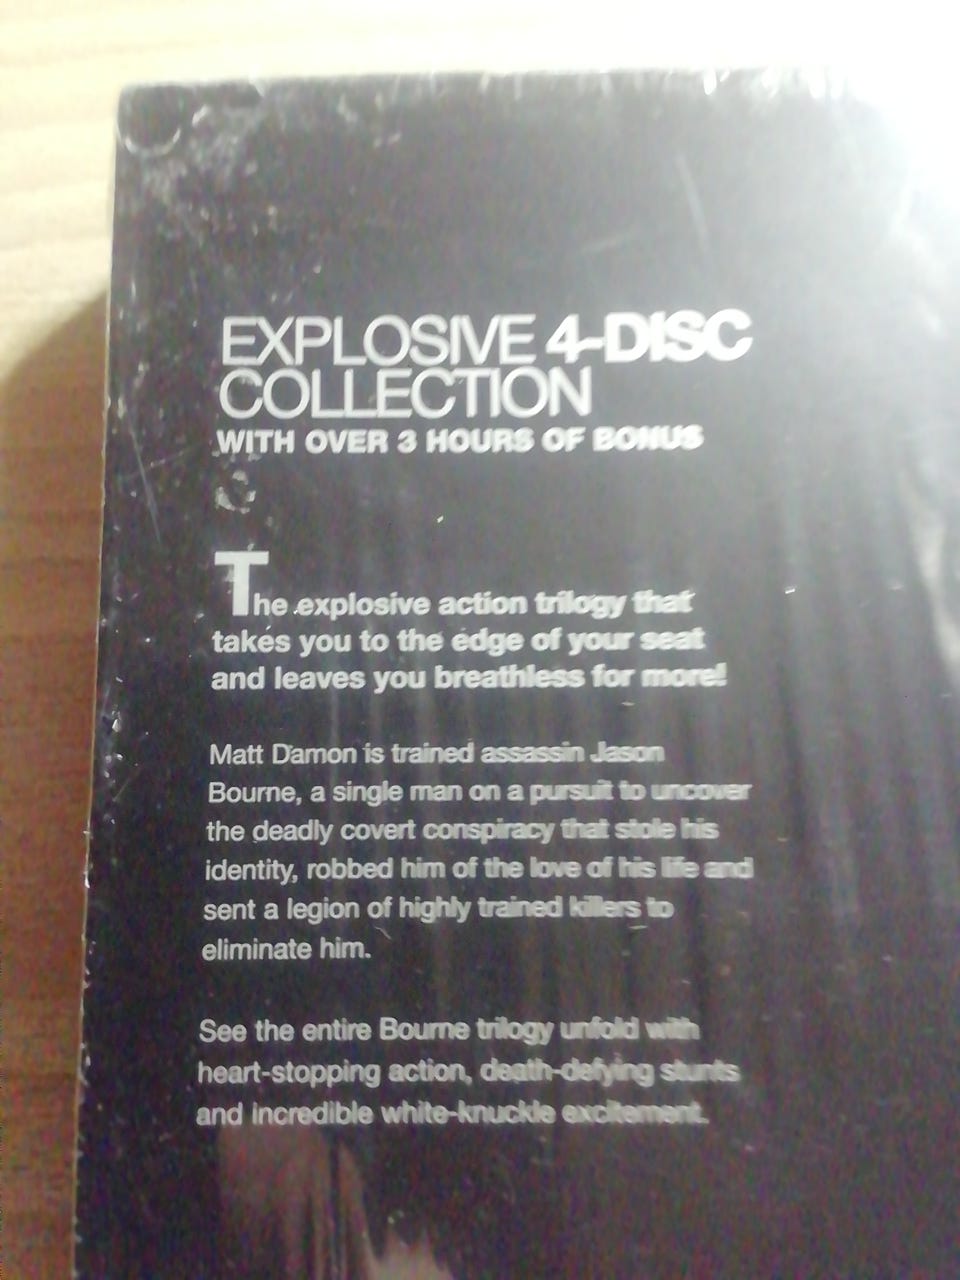 EXPLOSIVE 4-DISC
COLLECTION
WITH OVER 3 HOURS OF BONUS
The explosive action trilogy that
takes you to the edge of your seat
and leaves you breathless for more!
Matt Damon is trained assassin Jason
Bourne, a single man on a pursuit to uncover
the deadly covert conspiracy that stole his
identity, robbed him of the love of his life and
sent a legion of highly trained killers to
eliminate him.
See the entire Bourne trilogy unfold with
heart-stopping action, death-defying stunts
and incredible white-knuckle excitement.